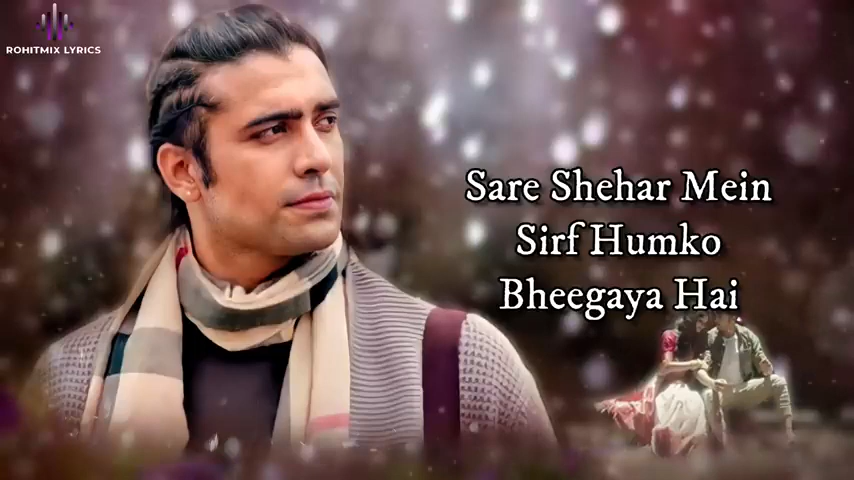 ROHITMIX LYRICS
Sare Shehar Mein
Sirf Humko
Bheegaya Hai